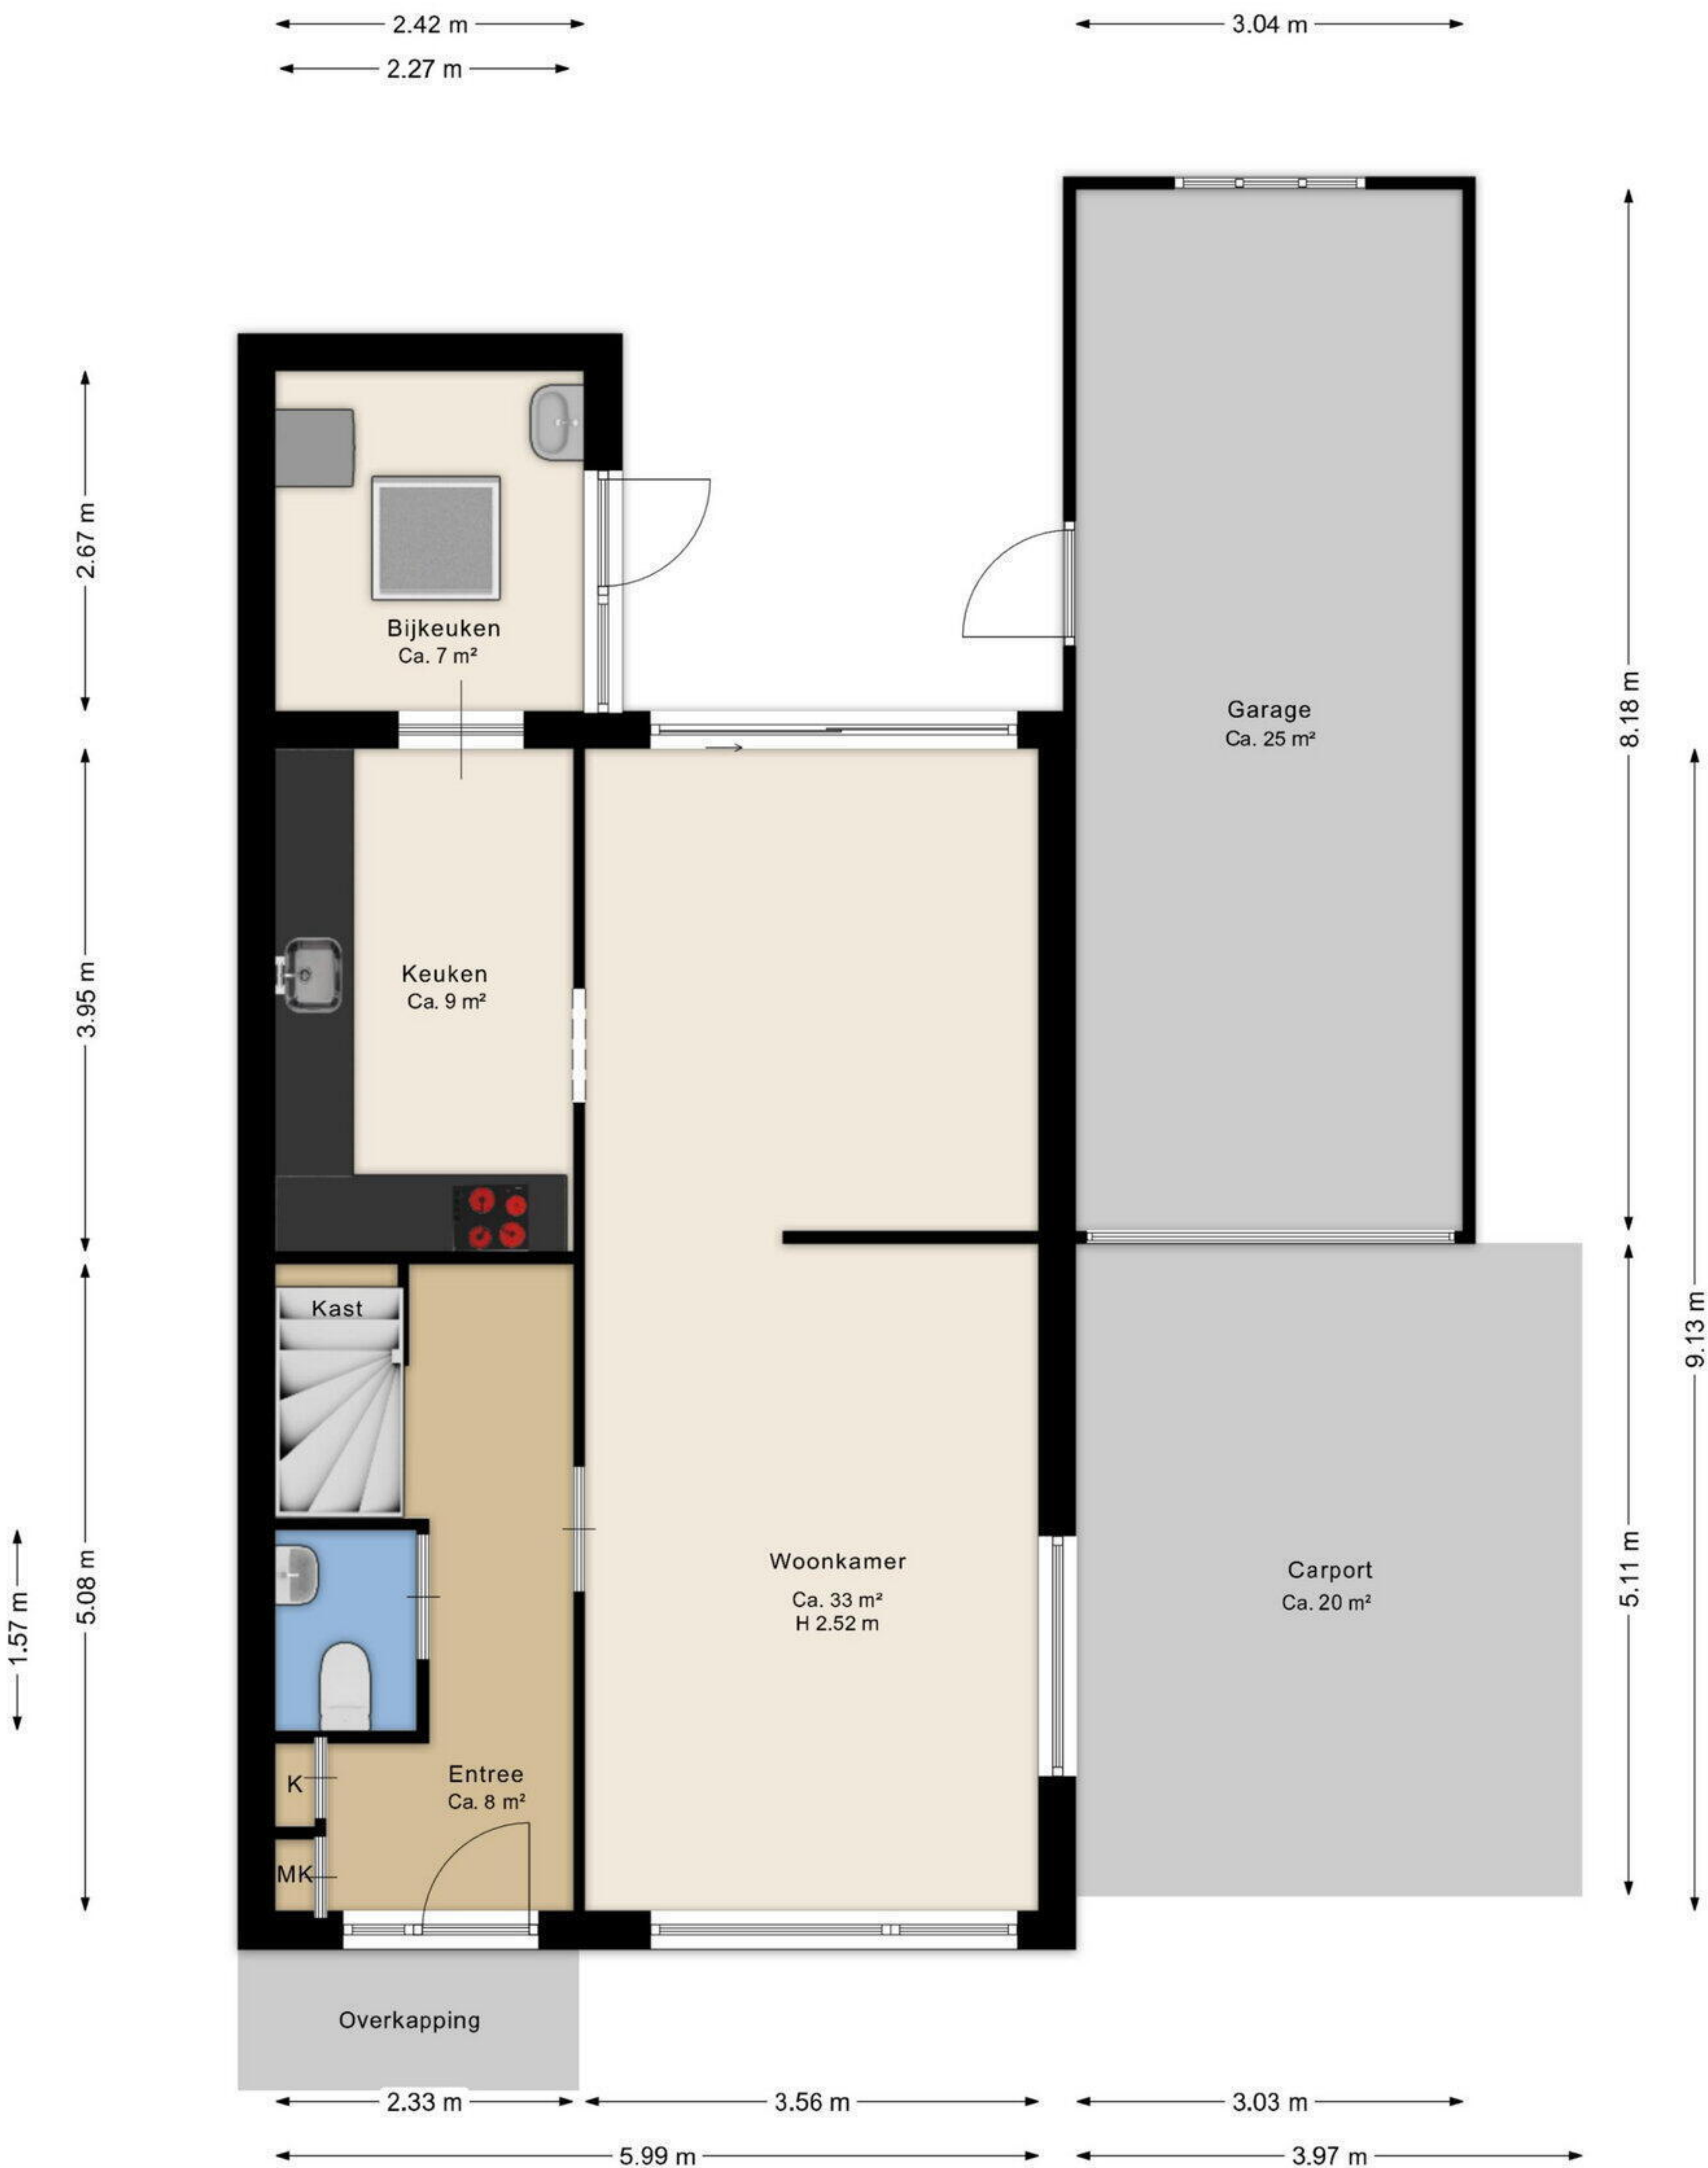 2.42 m
3.04 m
2.27 m
2.67 m
Bijkeuken
Ca. 7 m²
8.18 m
Garage
Ca. 25 m²
3.95 m
Keuken
Ca. 9 m²
9.13 m
Kast
1.57 m
5.08 m
Woonkamer
Ca. 33 m²
H 2.52 m
Carport
Ca. 20 m²
5.11 m
K
Entree
Ca. 8 m²
MK
Overkapping
2.33 m
3.56 m
3.03 m
5.99 m
3.97 m